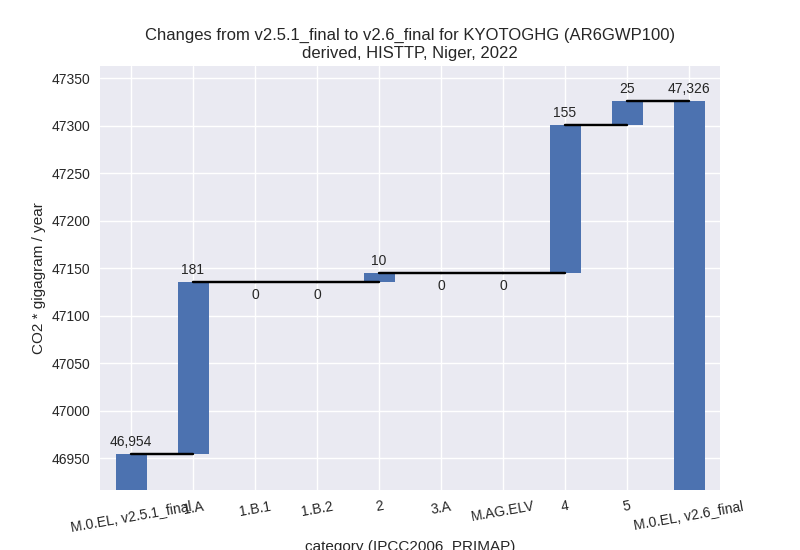 Changes from v2.5.1_final to v2.6_final for KYOTOGHG (AR6GWP100)
derived, HISTTP, Niger, 2022
47350
47300
47250
47200
47150
47100
47050
47000
46950
CO2 * gigagram / year
46,954
181
0
0
10
0
0
155
25
47,326
M.0.EL, v2.5.1_final
1.A
1.B.1
1.B.2
2
3.A
M.AG.ELV
4
5
M.0.EL, v2.6_final
category (IPCC2006_PRIMAP)